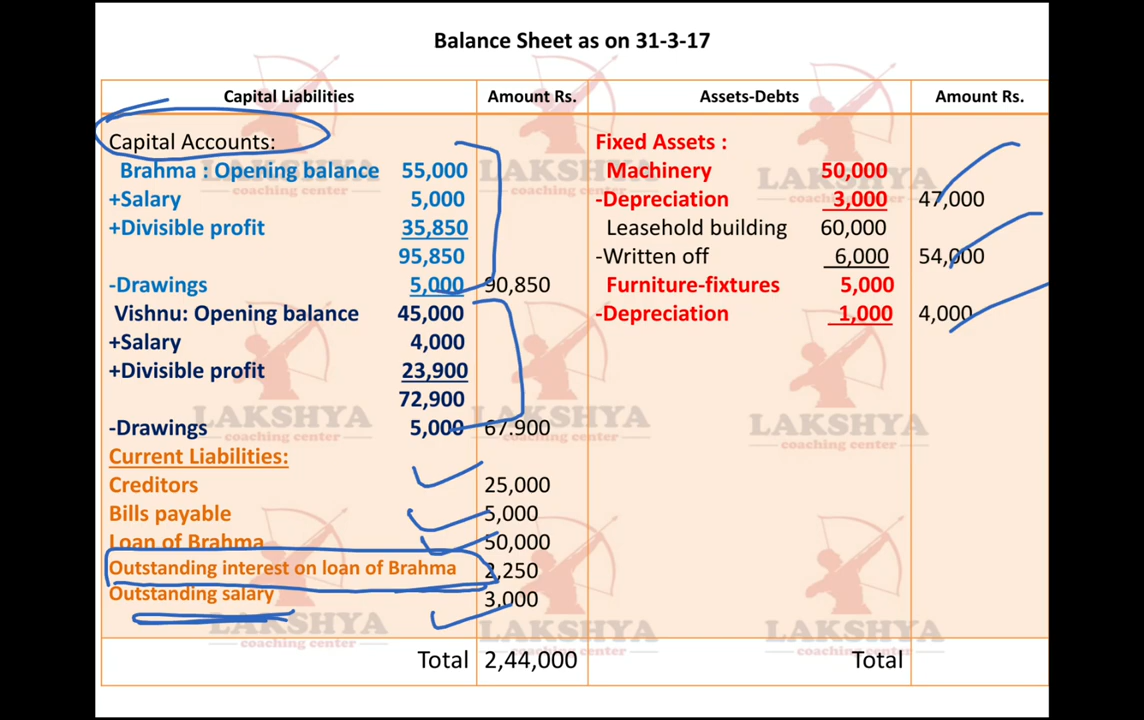 Balance Sheet as on 31-3-17
Capital Liabilities Amount Rs. Assets-Debts Amount Rs.
Capital Accounts:
Brahma : Opening balance 55,000
+Salary 5,000
+Divisible profit 35,850
95,850
-Drawings 5,000 90,850
Vishnu: Opening balance 45,000
+Salary 4,000
+Divisible profit 23,900
72,900
-Drawings 5,000 67.900
Current Liabilities:
Creditors 25,000
Bills payable 5,000
Loan of Brahma 50,000
Outstanding interest on loan of Brahma 2,250
Outstanding salary 3,000
Total 2,44,000
Fixed Assets :
Machinery 50,000
-Depreciation 3,000 47,000
Leasehold building 60,000
-Written off 6,000 54,000
Furniture-fixtures 5,000
-Depreciation 1,000 4,000
Total
LAKSHYA
coaching center